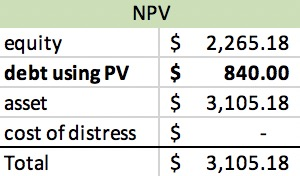 NPV
equity $ 2,265.18
debt using PV $ 840.00
asset $ 3,105.18
cost of distress $ -
Total $ 3,105.18